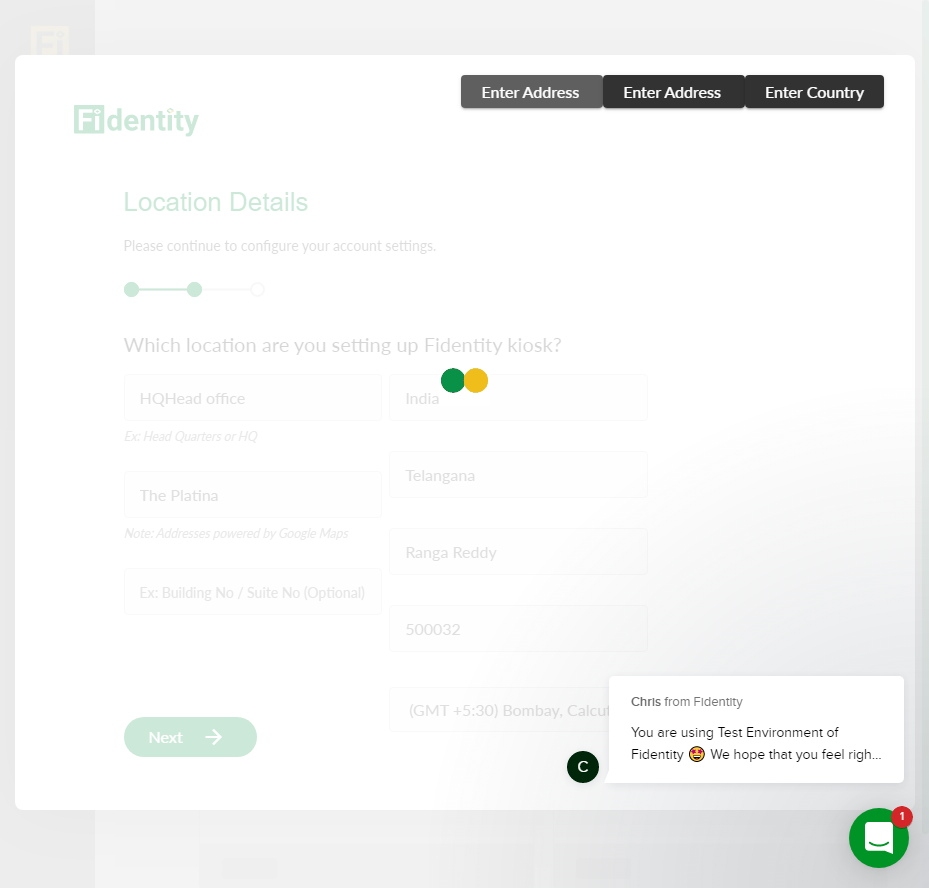 Enter Address
Enter Address
Enter Country
Fidentity
Location Details
Please continue to configure your account settings.
Which location are you setting up Fidentity kiosk?
HQHead office
India
Ex: Head Quarters or HQ
Telangana
The Platina
Note: Addresses powered by Google Maps
Ranga Reddy
Ex: Building No / Suite No (Optional)
500032
(GMT +5:30) Bombay, Calcut
Next
Chris from Fidentity
You are using Test Environment of
Fidentity 🤩 We hope that you feel righ...
C
1